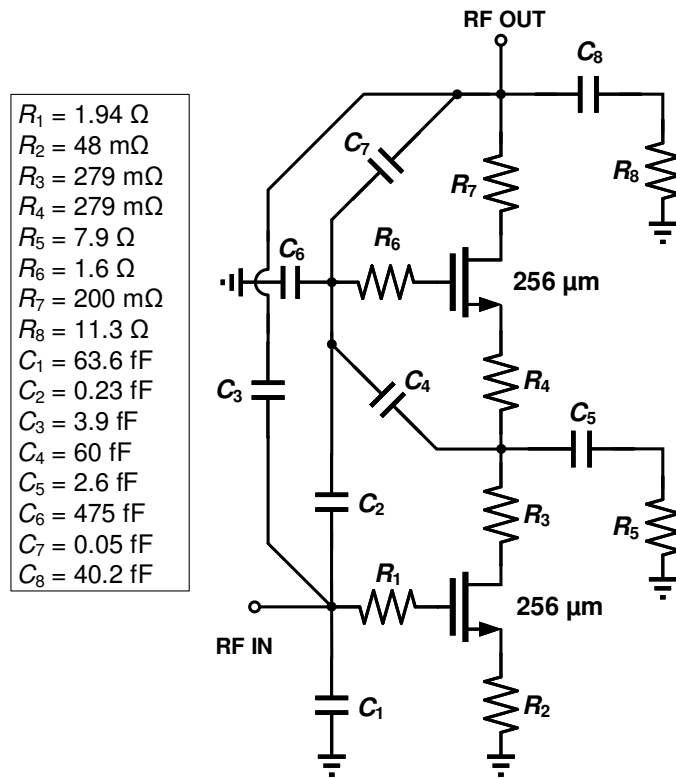 RF OUT
R1 = 1.94 Ω
R2 = 48 mΩ
R3 = 279 mΩ
R4 = 279 mΩ
R5 = 7.9 Ω
R6 = 1.6 Ω
R7 = 200 mΩ
R8 = 11.3 Ω
C1 = 63.6 fF
C2 = 0.23 fF
C3 = 3.9 fF
C4 = 60 fF
C5 = 2.6 fF
C6 = 475 fF
C7 = 0.05 fF
C8 = 40.2 fF
C8
C7
R8
R7
C6
R6
256 µm
C3
C4
R4
C5
C2
R3
R5
R1
256 µm
RF IN
C1
R2